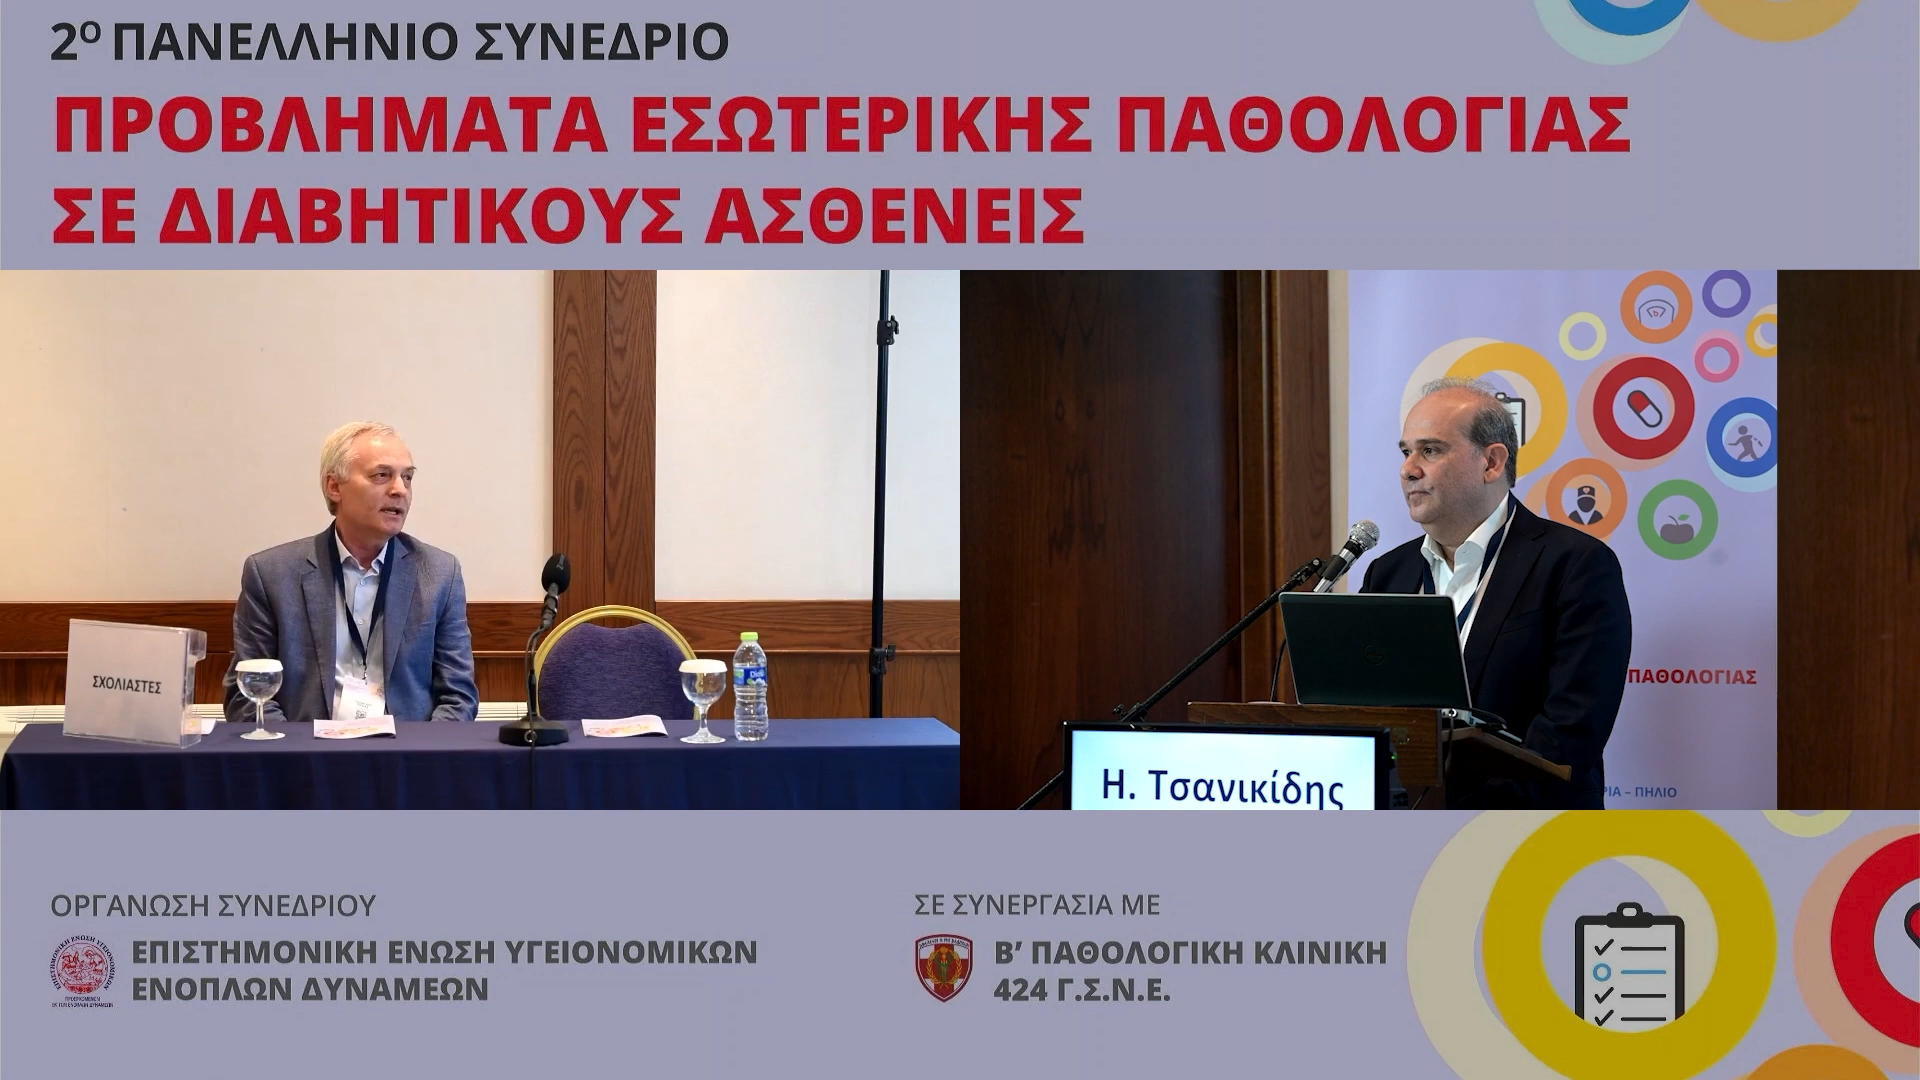 2Ο ΠΑΝΕΛΛΗΝΙΟ ΣΥΝΕΔΡΙΟ
ΠΡΟΒΛΗΜΑΤΑ ΕΣΩΤΕΡΙΚΗΣ ΠΑΘΟΛΟΓΙΑΣ
ΣΕ ΔΙΑΒΗΤΙΚΟΥΣ ΑΣΘΕΝΕΙΣ
ΣΧΟΛΙΑΣΤΕΣ
ΠΑΘΟΛΟΓΙΑΣ
Η. Τσανικίδης
ΡΙΑ – ΠΗΛΙΟ
ΟΡΓΑΝΩΣΗ ΣΥΝΕΔΡΙΟΥ
ΕΠΙΣΤΗΜΟΝΙΚΗ ΕΝΩΣΗ ΥΓΕΙΟΝΟΜΙΚΩΝ
ΕΝΟΠΛΩΝ ΔΥΝΑΜΕΩΝ
ΣΕ ΣΥΝΕΡΓΑΣΙΑ ΜΕ
Β’ ΠΑΘΟΛΟΓΙΚΗ ΚΛΙΝΙΚΗ
424 Γ.Σ.Ν.Ε.